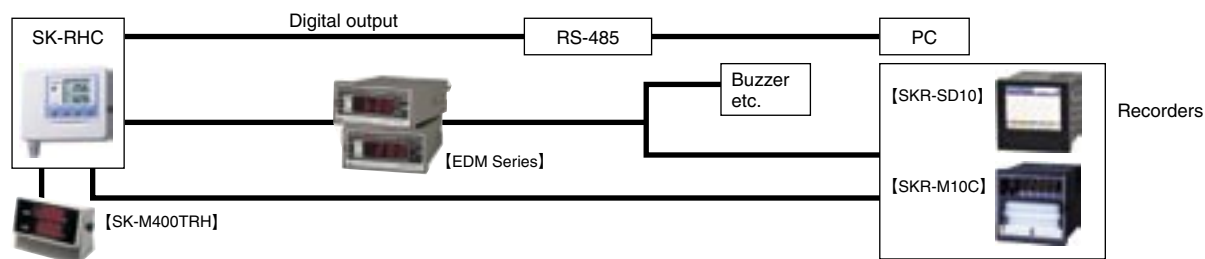 Digital output
SK-RHC
RS-485
PC
Buzzer
etc.
【SKR-SD10】
Recorders
【EDM Series】
【SKR-M10C】
【SK-M400TRH】